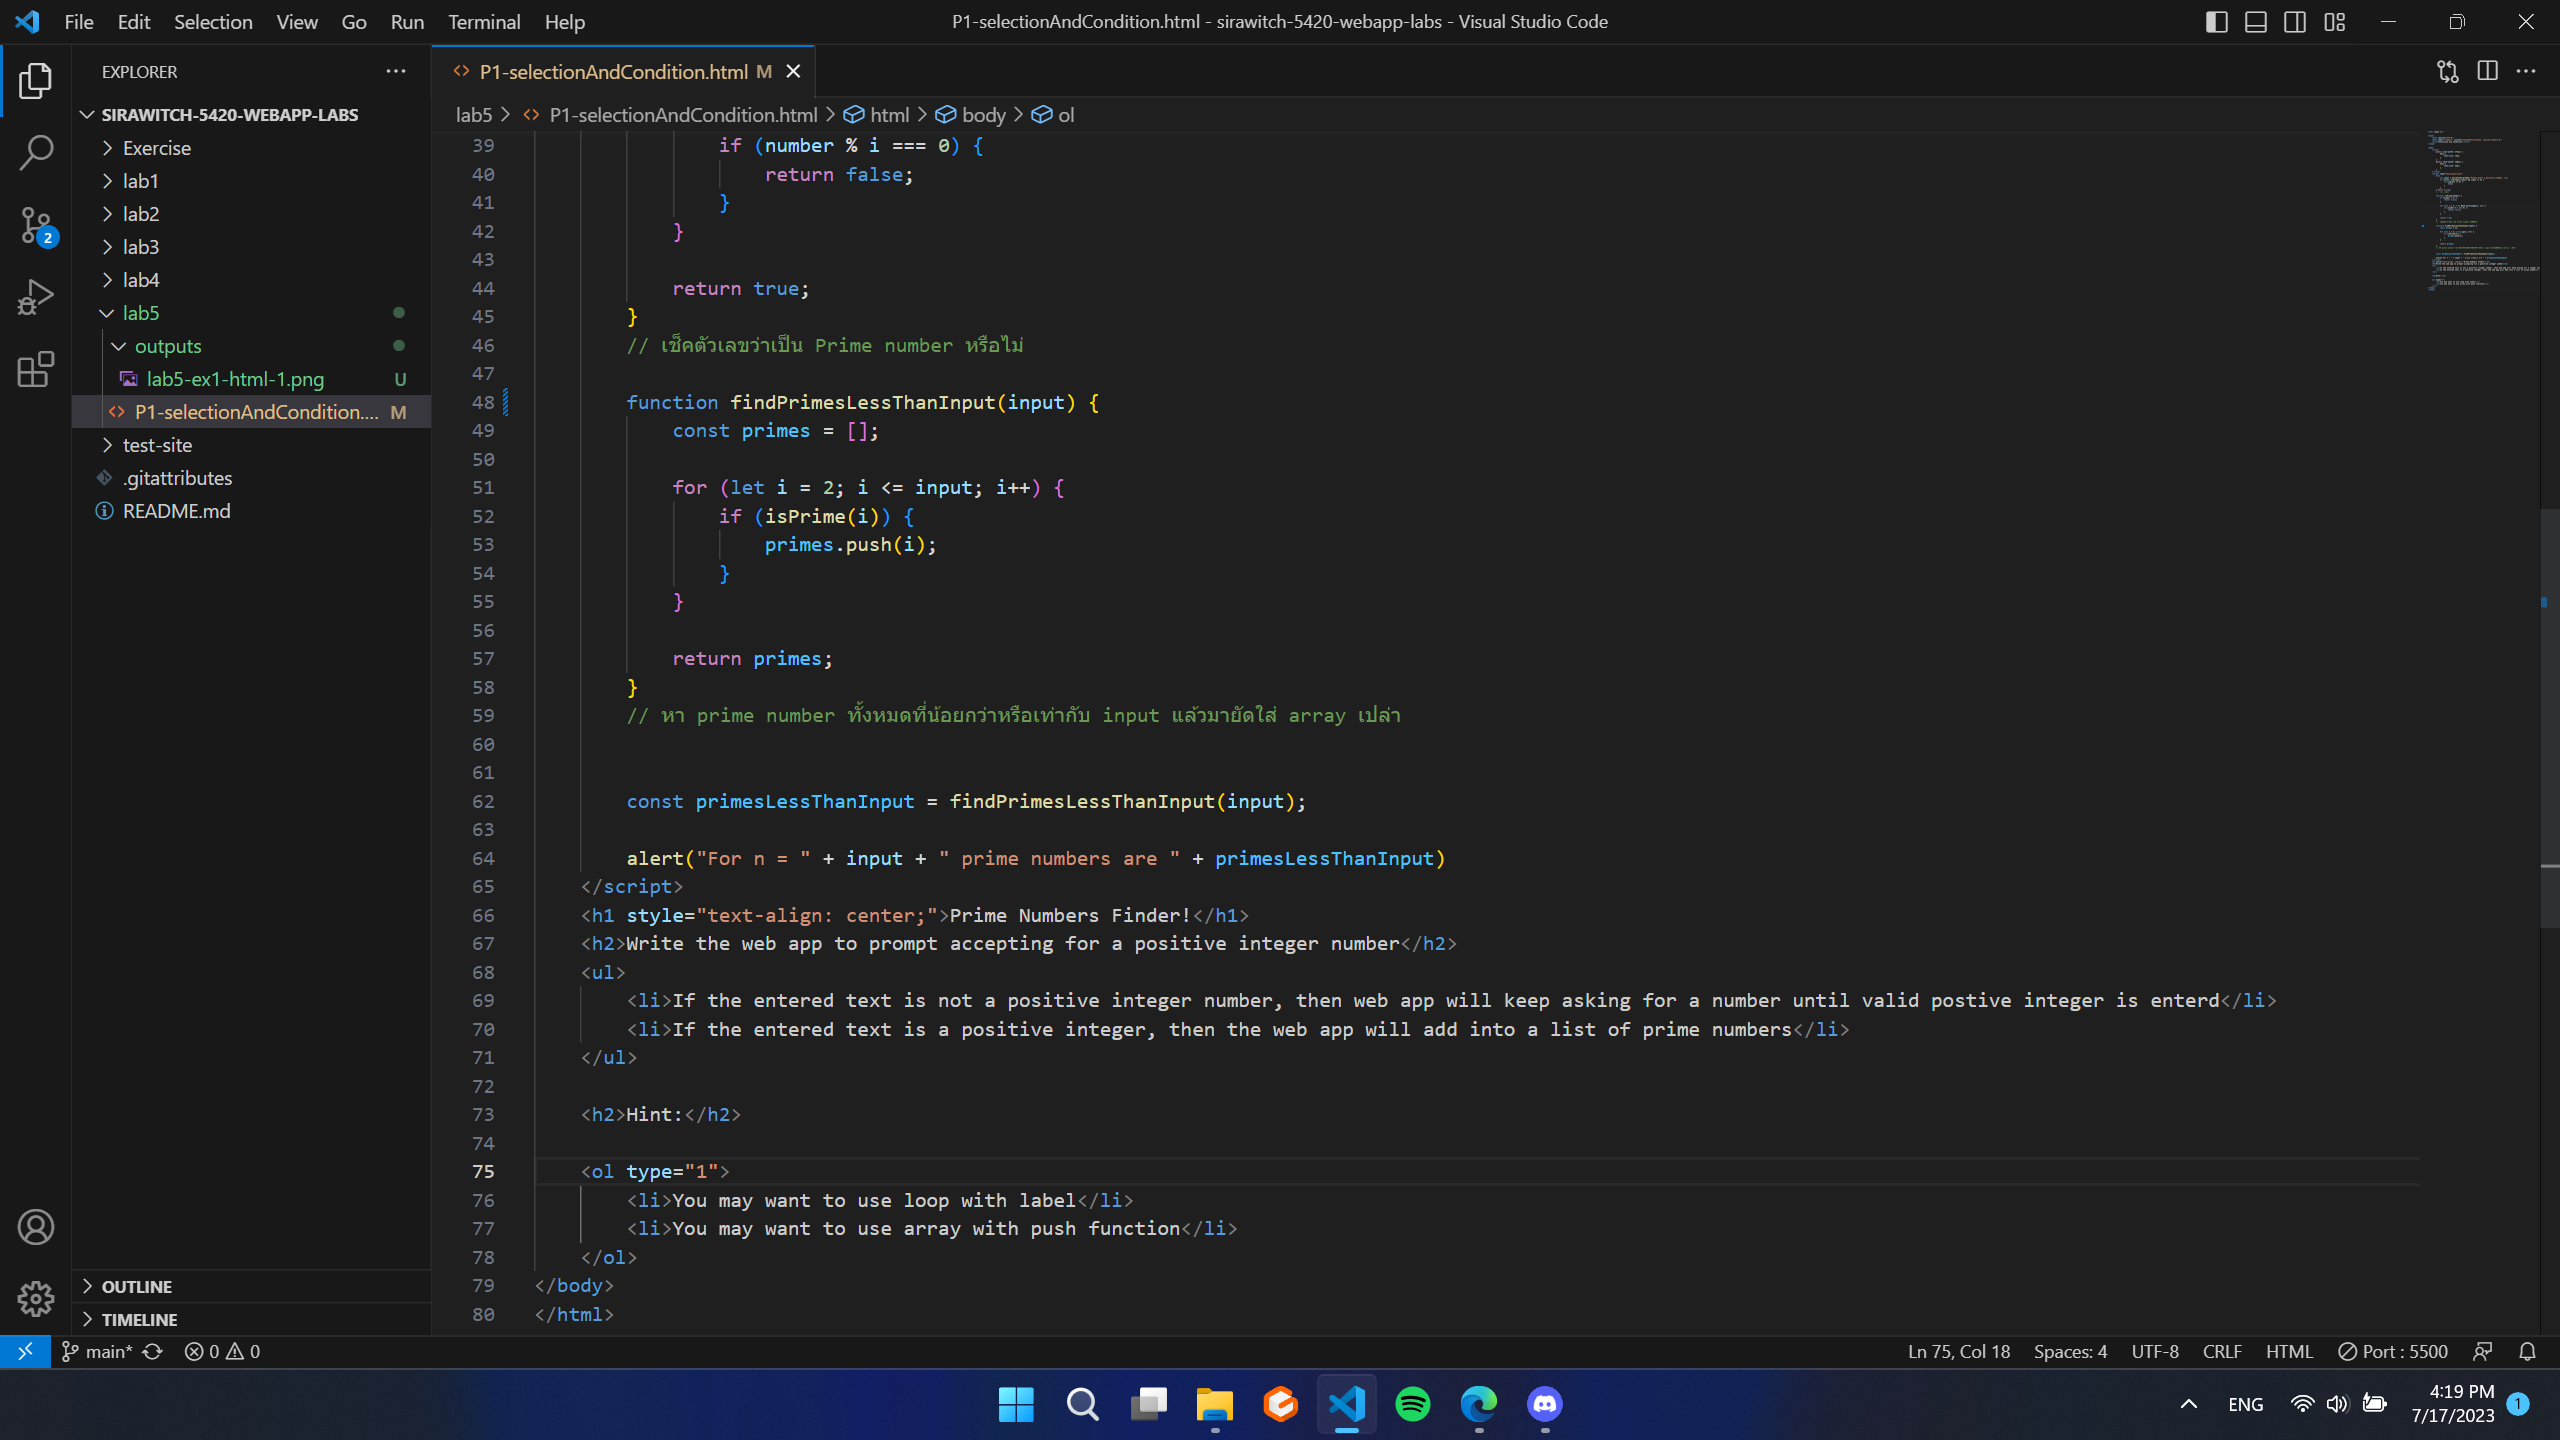 File Edit Selection View Go Run Terminal Help
P1-selectionAndCondition.html - sirawitch-5420-webapp-labs - Visual Studio Code
EXPLORER
SIRAWITCH-5420-WEBAPP-LABS
Exercise
lab1
lab2
lab3
lab4
lab5
outputs
lab5-ex1-html-1.png U
P1-selectionAndCondition.... M
test-site
.gitattributes
README.md
OUTLINE
TIMELINE
2
P1-selectionAndCondition.html M
lab5 > P1-selectionAndCondition.html > html > body > ol
39 if (number % i === 0) {
40 return false;
41 }
42 }
43
44 return true;
45 }
46 // เช็คตัวเลขว่าเป็น Prime number หรือไม่
47
48 function findPrimesLessThanInput(input) {
49 const primes = [];
50
51 for (let i = 2; i <= input; i++) {
52 if (isPrime(i)) {
53 primes.push(i);
54 }
55 }
56
57 return primes;
58 }
59 // หา prime number ทั้งหมดที่น้อยกว่าหรือเท่ากับ input แล้วมายัดใส่ array เปล่า
60
61
62 const primesLessThanInput = findPrimesLessThanInput(input);
63
64 alert("For n = " + input + " prime numbers are " + primesLessThanInput)
65 </script>
66 <h1 style="text-align: center;">Prime Numbers Finder!</h1>
67 <h2>Write the web app to prompt accepting for a positive integer number</h2>
68 <ul>
69 <li>If the entered text is not a positive integer number, then web app will keep asking for a number until valid postive integer is enterd</li>
70 <li>If the entered text is a positive integer, then the web app will add into a list of prime numbers</li>
71 </ul>
72
73 <h2>Hint:</h2>
74
75 <ol type="1">
76 <li>You may want to use loop with label</li>
77 <li>You may want to use array with push function</li>
78 </ol>
79 </body>
80 </html>
main* 0 0
Ln 75, Col 18 Spaces: 4 UTF-8 CRLF HTML Port : 5500
ENG
4:19 PM
7/17/2023
1